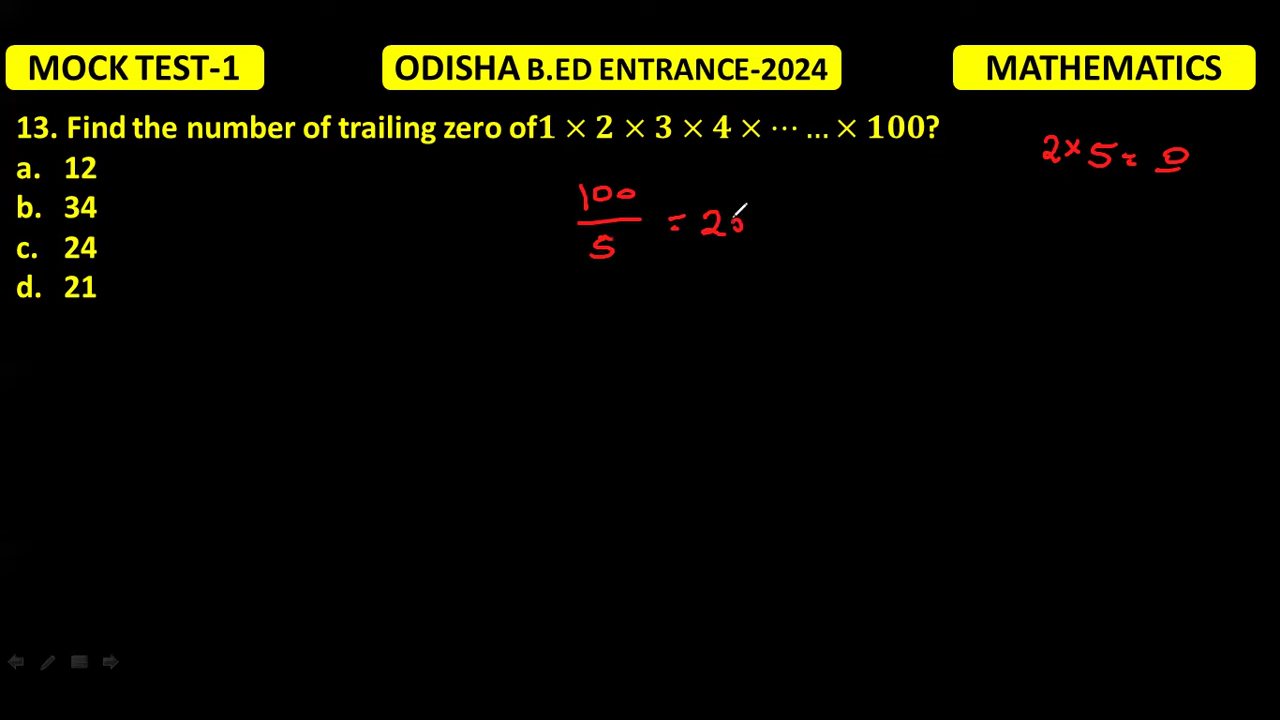 MOCK TEST-1
ODISHA B.ED ENTRANCE-2024
MATHEMATICS
13. Find the number of trailing zero of 1 × 2 × 3 × 4 × ⋯ … × 100?
a. 12
b. 34
c. 24
d. 21
2 × 5 = 0
100
5
= 20